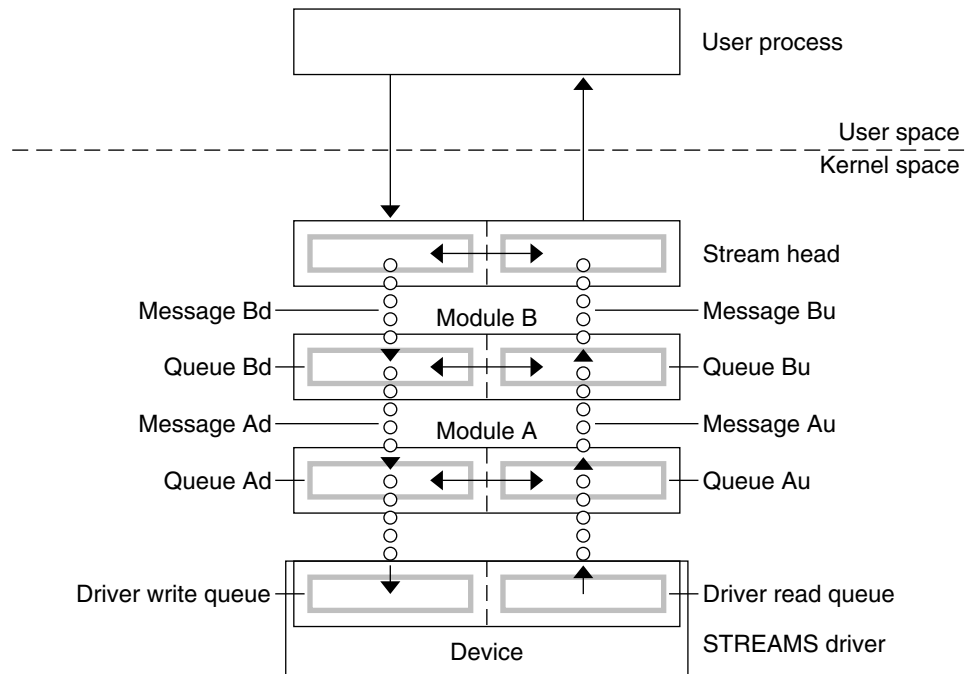 User process
User space
Kernel space
Stream head
Message Bd
Module B
Message Bu
Queue Bd
Queue Bu
Message Ad
Module A
Message Au
Queue Ad
Queue Au
Driver write queue
Driver read queue
Device
STREAMS driver